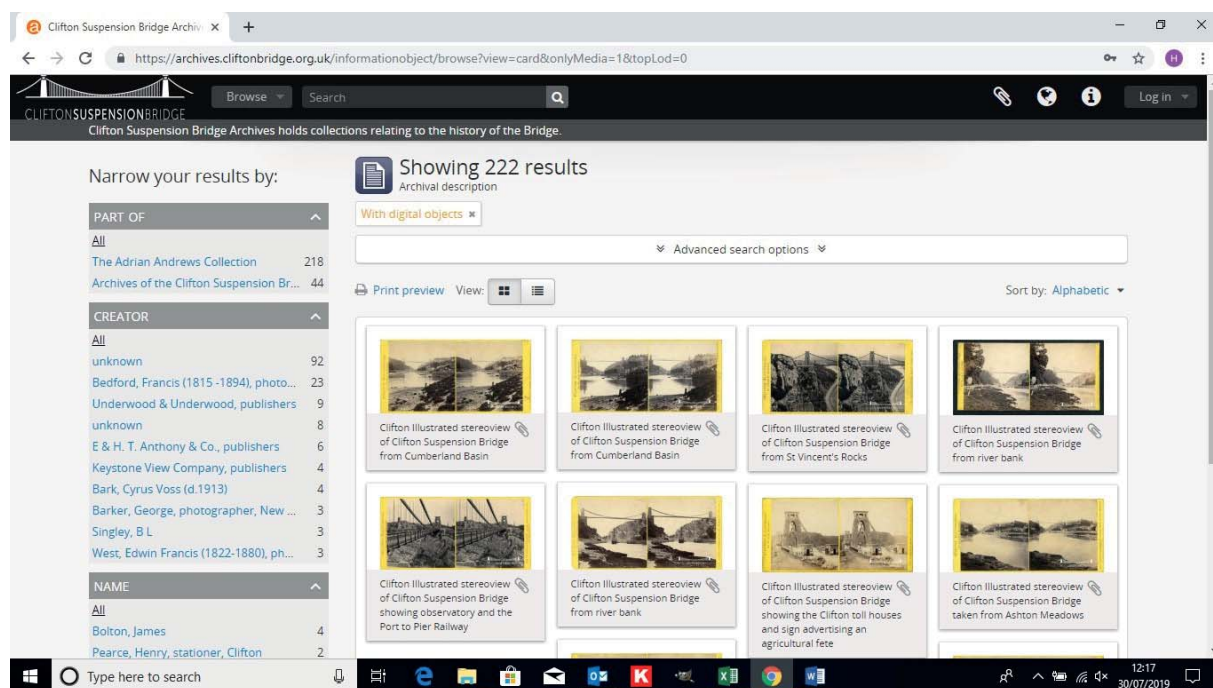 Clifton Suspension Bridge Archiv
https://archives.cliftonbridge.org.uk/informationobject/browse?view=card&onlyMedia=1&topLod=0
H
CLIFTONSUSPENSIONBRIDGE
Browse
Search
Log in
Clifton Suspension Bridge Archives holds collections relating to the history of the Bridge.
Narrow your results by:
PART OF
All
The Adrian Andrews Collection 218
Archives of the Clifton Suspension Br... 44
CREATOR
All
unknown 92
Bedford, Francis (1815 -1894), photo... 23
Underwood & Underwood, publishers 9
unknown 8
E & H. T. Anthony & Co., publishers 6
Keystone View Company, publishers 4
Bark, Cyrus Voss (d.1913) 4
Barker, George, photographer, New ... 3
Singley, B L 3
West, Edwin Francis (1822-1880), ph... 3
NAME
All
Bolton, James 4
Pearce, Henry, stationer, Clifton 2
Showing 222 results
Archival description
With digital objects
Advanced search options
Print preview View:
Sort by: Alphabetic
Clifton Illustrated stereoview
of Clifton Suspension Bridge
from Cumberland Basin
Clifton Illustrated stereoview
of Clifton Suspension Bridge
from Cumberland Basin
Clifton Illustrated stereoview
of Clifton Suspension Bridge
from St Vincent's Rocks
Clifton Illustrated stereoview
of Clifton Suspension Bridge
from river bank
Clifton Illustrated stereoview
of Clifton Suspension Bridge
showing observatory and the
Port to Pier Railway
Clifton Illustrated stereoview
of Clifton Suspension Bridge
from river bank
Clifton Illustrated stereoview
of Clifton Suspension Bridge
showing the Clifton toll houses
and sign advertising an
agricultural fete
Clifton Illustrated stereoview
of Clifton Suspension Bridge
taken from Ashton Meadows
Type here to search
12:17
30/07/2019